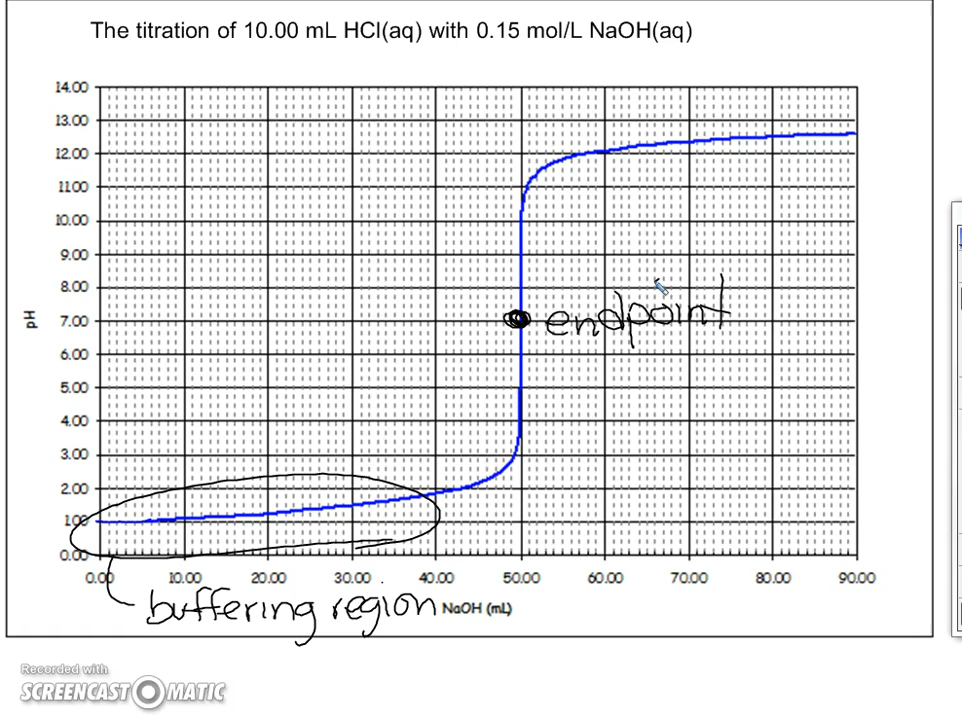 The titration of 10.00 mL HCl(aq) with 0.15 mol/L NaOH(aq)
14.00
13.00
12.00
11.00
10.00
9.00
8.00
pH
7.00
endpoint
6.00
5.00
4.00
3.00
2.00
1.00
0.00
0.00 10.00 20.00 30.00 40.00 50.00 60.00 70.00 80.00 90.00
buffering region
NaOH (mL)
Recorded with
SCREENCAST MATIC